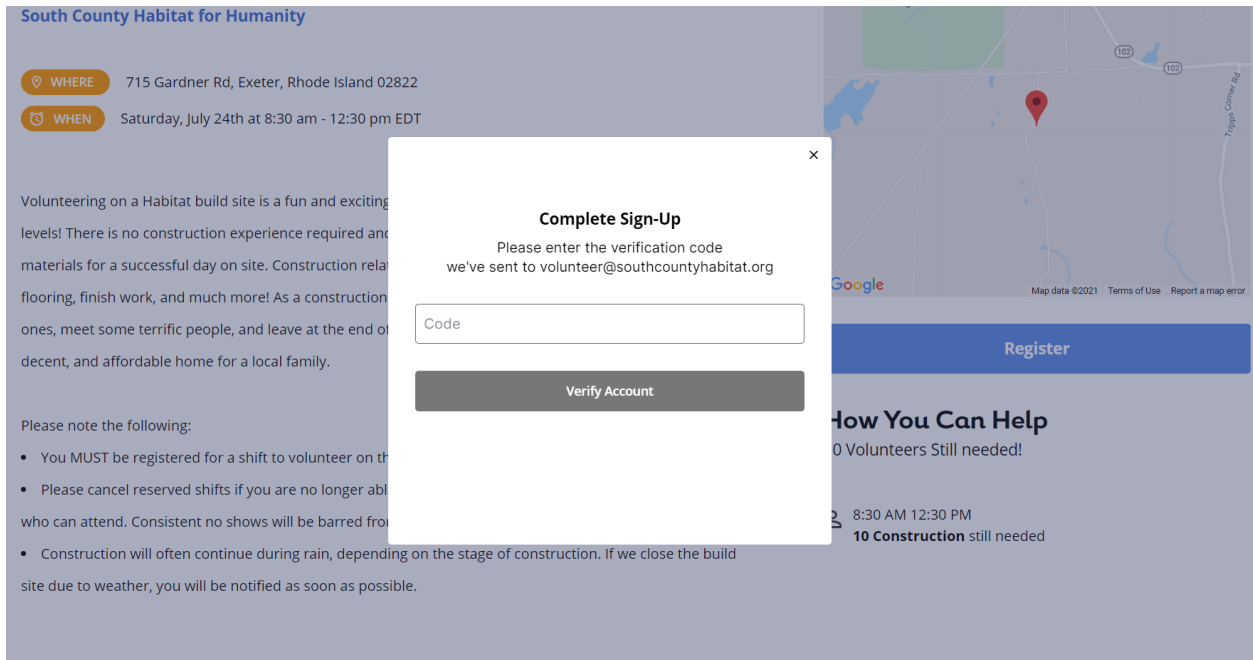 South County Habitat for Humanity
WHERE 715 Gardner Rd, Exeter, Rhode Island 02822
WHEN Saturday, July 24th at 8:30 am - 12:30 pm EDT
Volunteering on a Habitat build site is a fun and exciting
levels! There is no construction experience required
materials for a successful day on site. Construction
flooring, finish work, and much more! As a construction
ones, meet some terrific people, and leave at the end
decent, and affordable home for a local family.
Please note the following:
• You MUST be registered for a shift to volunteer on
• Please cancel reserved shifts if you are no longer
who can attend. Consistent no shows will be barred
• Construction will often continue during rain, depending on the stage of construction. If we close the build
site due to weather, you will be notified as soon as possible.
×
Complete Sign-Up
Please enter the verification code
we've sent to volunteer@southcountyhabitat.org
Code
Verify Account
102
102
Tripps Corner Rd
Google
Map data ©2021 Terms of Use Report a map error
Register
How You Can Help
0 Volunteers Still needed!
8:30 AM 12:30 PM
10 Construction still needed